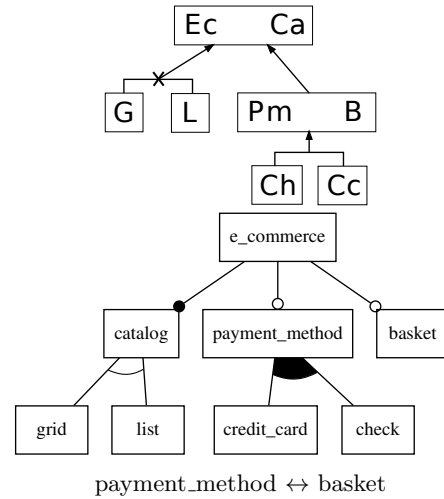 Ec Ca
G L Pm B
Ch Cc
e_commerce
catalog payment_method basket
grid list credit_card check
payment_method ↔ basket